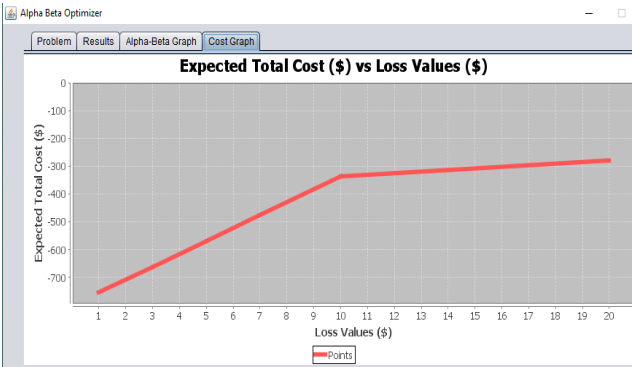 Alpha Beta Optimizer
Problem Results Alpha-Beta Graph Cost Graph
Expected Total Cost ($) vs Loss Values ($)
Expected Total Cost ($)
0
-100
-200
-300
-400
-500
-600
-700
1 2 3 4 5 6 7 8 9 10 11 12 13 14 15 16 17 18 19 20
Loss Values ($)
Points